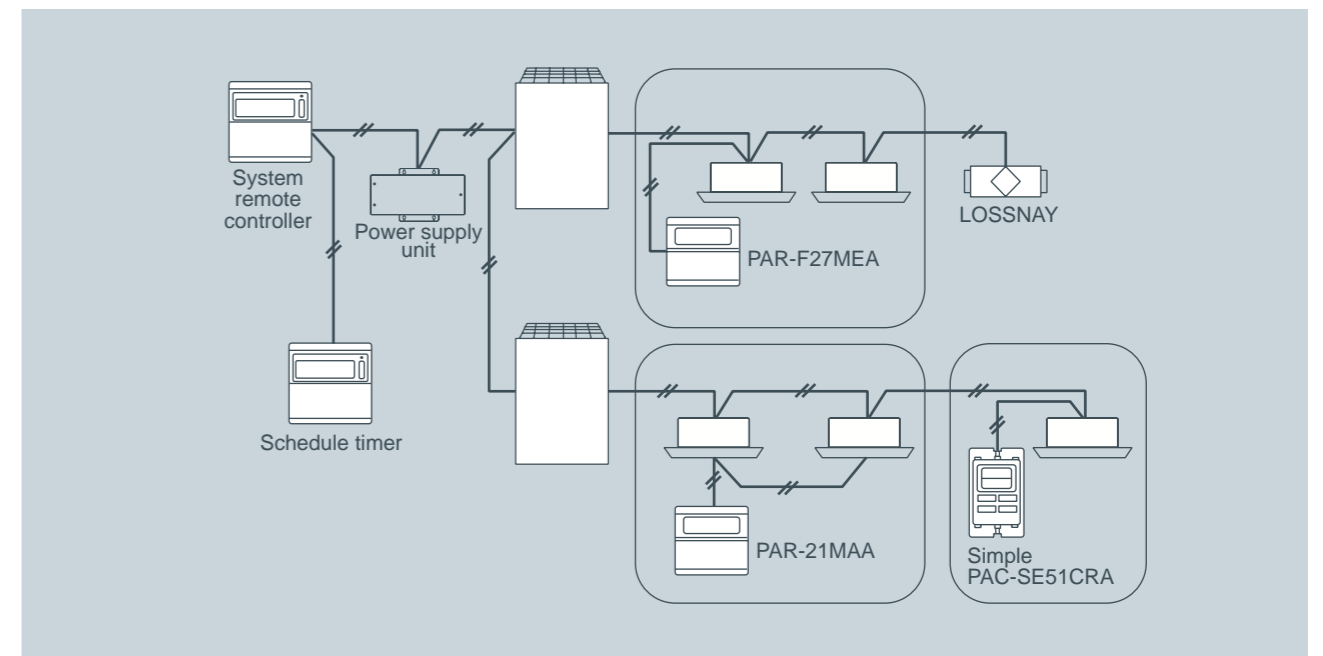 System
remote
controller
Power supply
unit
LOSSNAY
PAR-F27MEA
Schedule timer
PAR-21MAA
Simple
PAC-SE51CRA